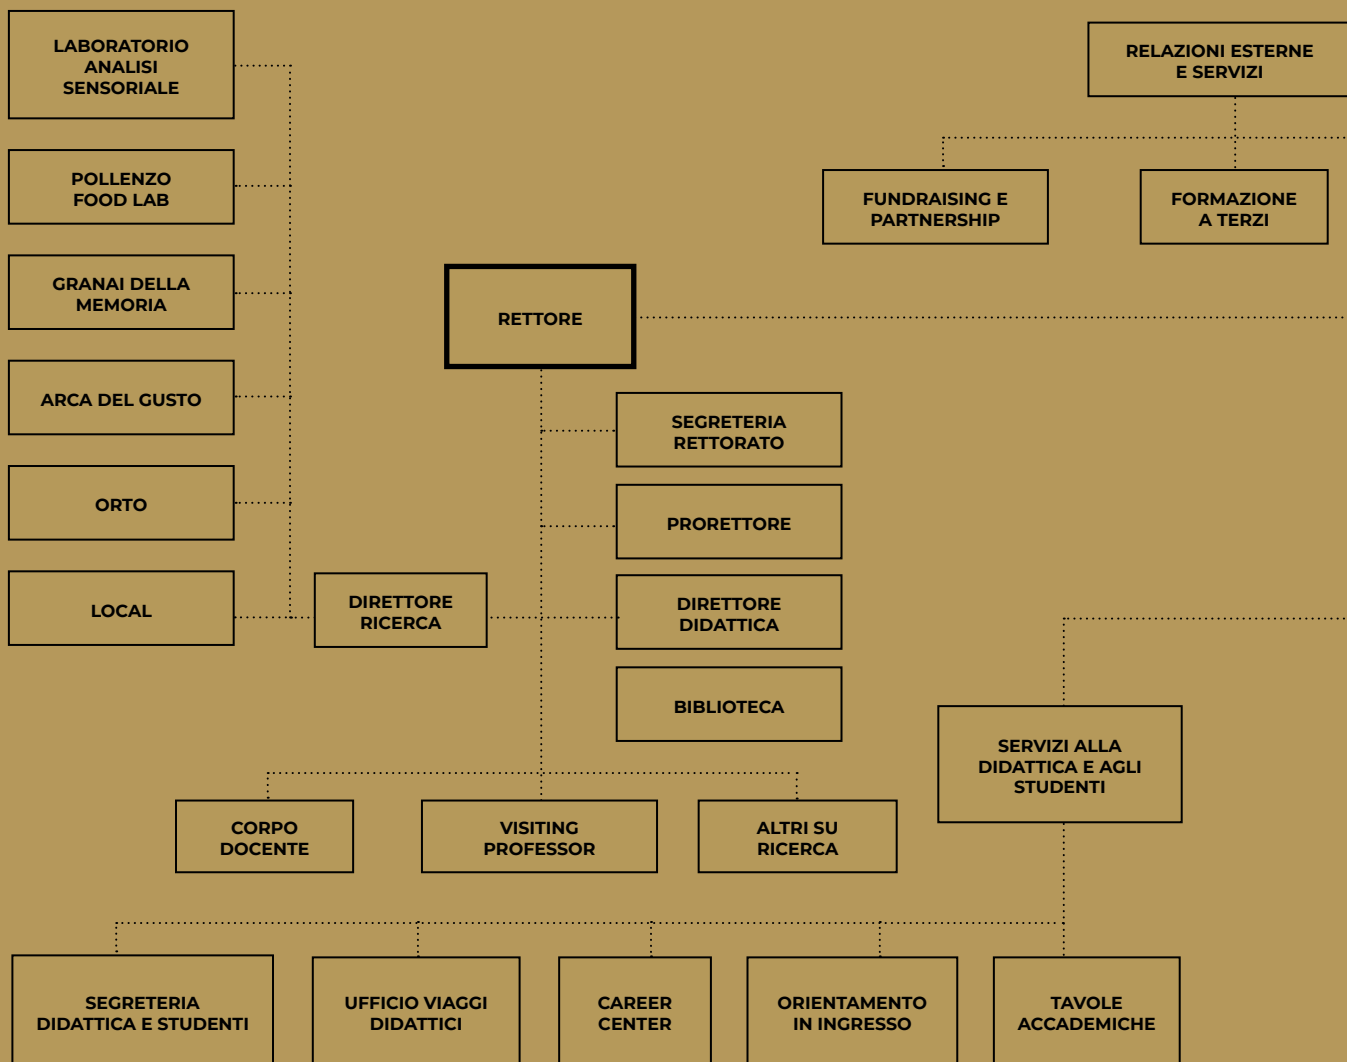 LABORATORIO
ANALISI
SENSORIALE
RELAZIONI ESTERNE
E SERVIZI
POLLENZO
FOOD LAB
FUNDRAISING E
PARTNERSHIP
FORMAZIONE
A TERZI
GRANAI DELLA
MEMORIA
RETTORE
ARCA DEL GUSTO
SEGRETERIA
RETTORATO
ORTO
PRORETTORE
LOCAL
DIRETTORE
RICERCA
DIRETTORE
DIDATTICA
BIBLIOTECA
SERVIZI ALLA
DIDATTICA E AGLI
STUDENTI
CORPO
DOCENTE
VISITING
PROFESSOR
ALTRI SU
RICERCA
SEGRETERIA
DIDATTICA E STUDENTI
UFFICIO VIAGGI
DIDATTICI
CAREER
CENTER
ORIENTAMENTO
IN INGRESSO
TAVOLE
ACCADEMICHE